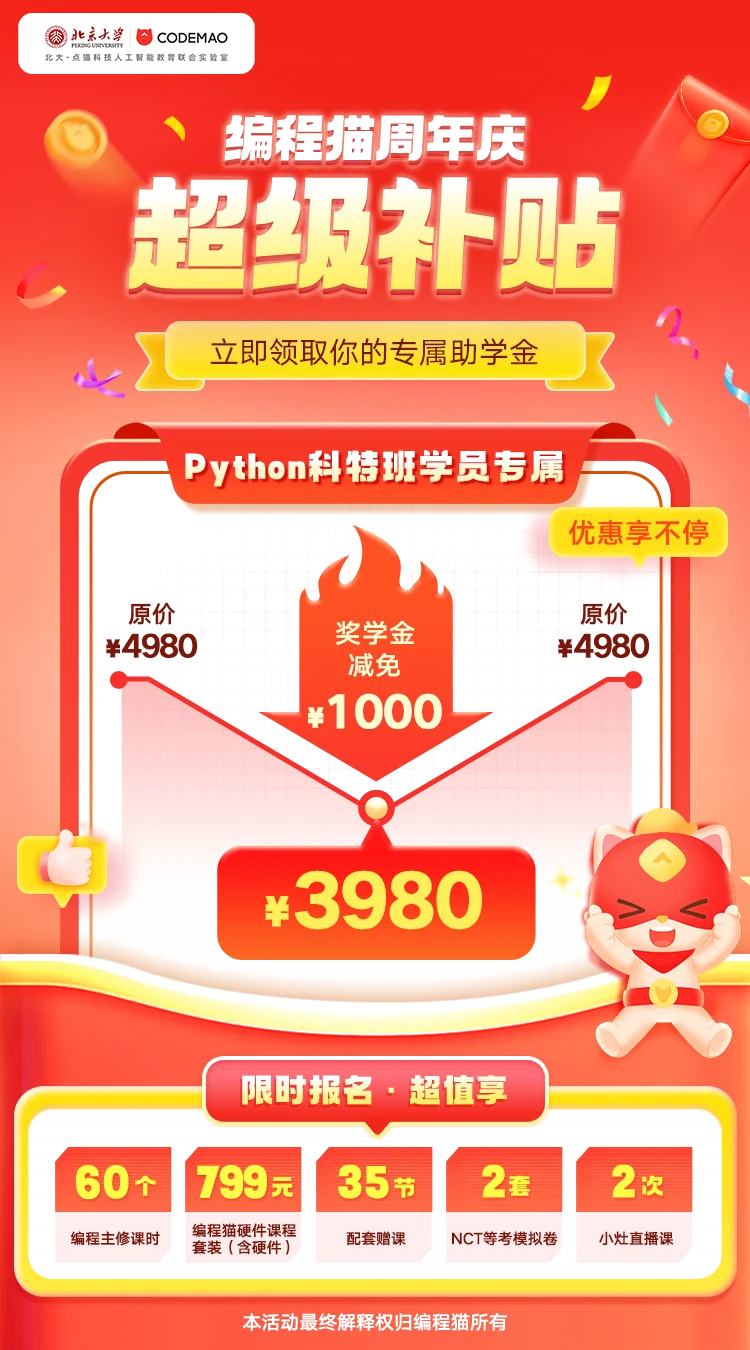 北京大学
PEKING UNIVERSITY
CODEMAO
北大-点猫科技人工智能教育联合实验室
编程猫周年庆
超级补贴
立即领取你的专属助学金
Python科特班学员专属
优惠享不停
原价
¥4980
奖学金
减免
¥1000
原价
¥4980
¥3980
限时报名·超值享
60个
编程主修课时
799元
编程猫硬件课程
套装（含硬件）
35节
配套赠课
2套
NCT等考模拟卷
2次
小灶直播课
本活动最终解释权归编程猫所有